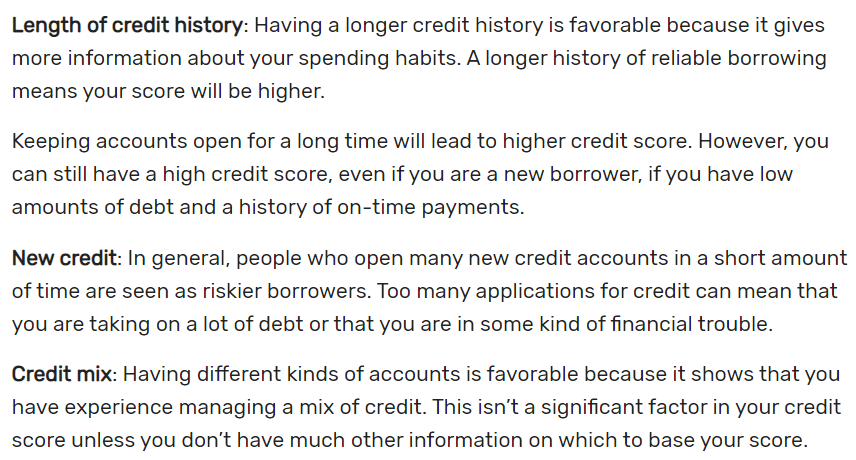 Length of credit history: Having a longer credit history is favorable because it gives
more information about your spending habits. A longer history of reliable borrowing
means your score will be higher.
Keeping accounts open for a long time will lead to higher credit score. However, you
can still have a high credit score, even if you are a new borrower, if you have low
amounts of debt and a history of on-time payments.
New credit: In general, people who open many new credit accounts in a short amount
of time are seen as riskier borrowers. Too many applications for credit can mean that
you are taking on a lot of debt or that you are in some kind of financial trouble.
Credit mix: Having different kinds of accounts is favorable because it shows that you
have experience managing a mix of credit. This isn’t a significant factor in your credit
score unless you don’t have much other information on which to base your score.